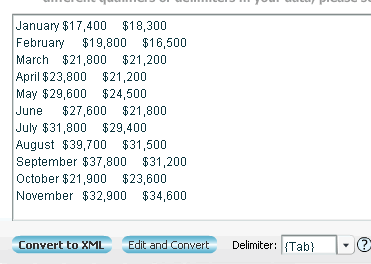 different qualifiers or delimiters in your data, please
January $17,400 $18,300
February $19,800 $16,500
March $21,800 $21,200
April $23,800 $21,200
May $29,600 $24,500
June $27,600 $21,800
July $31,800 $29,400
August $39,700 $31,500
September $37,800 $31,200
October $21,900 $23,600
November $32,900 $34,600
Convert to XML Edit and Convert Delimiter: {Tab} ?